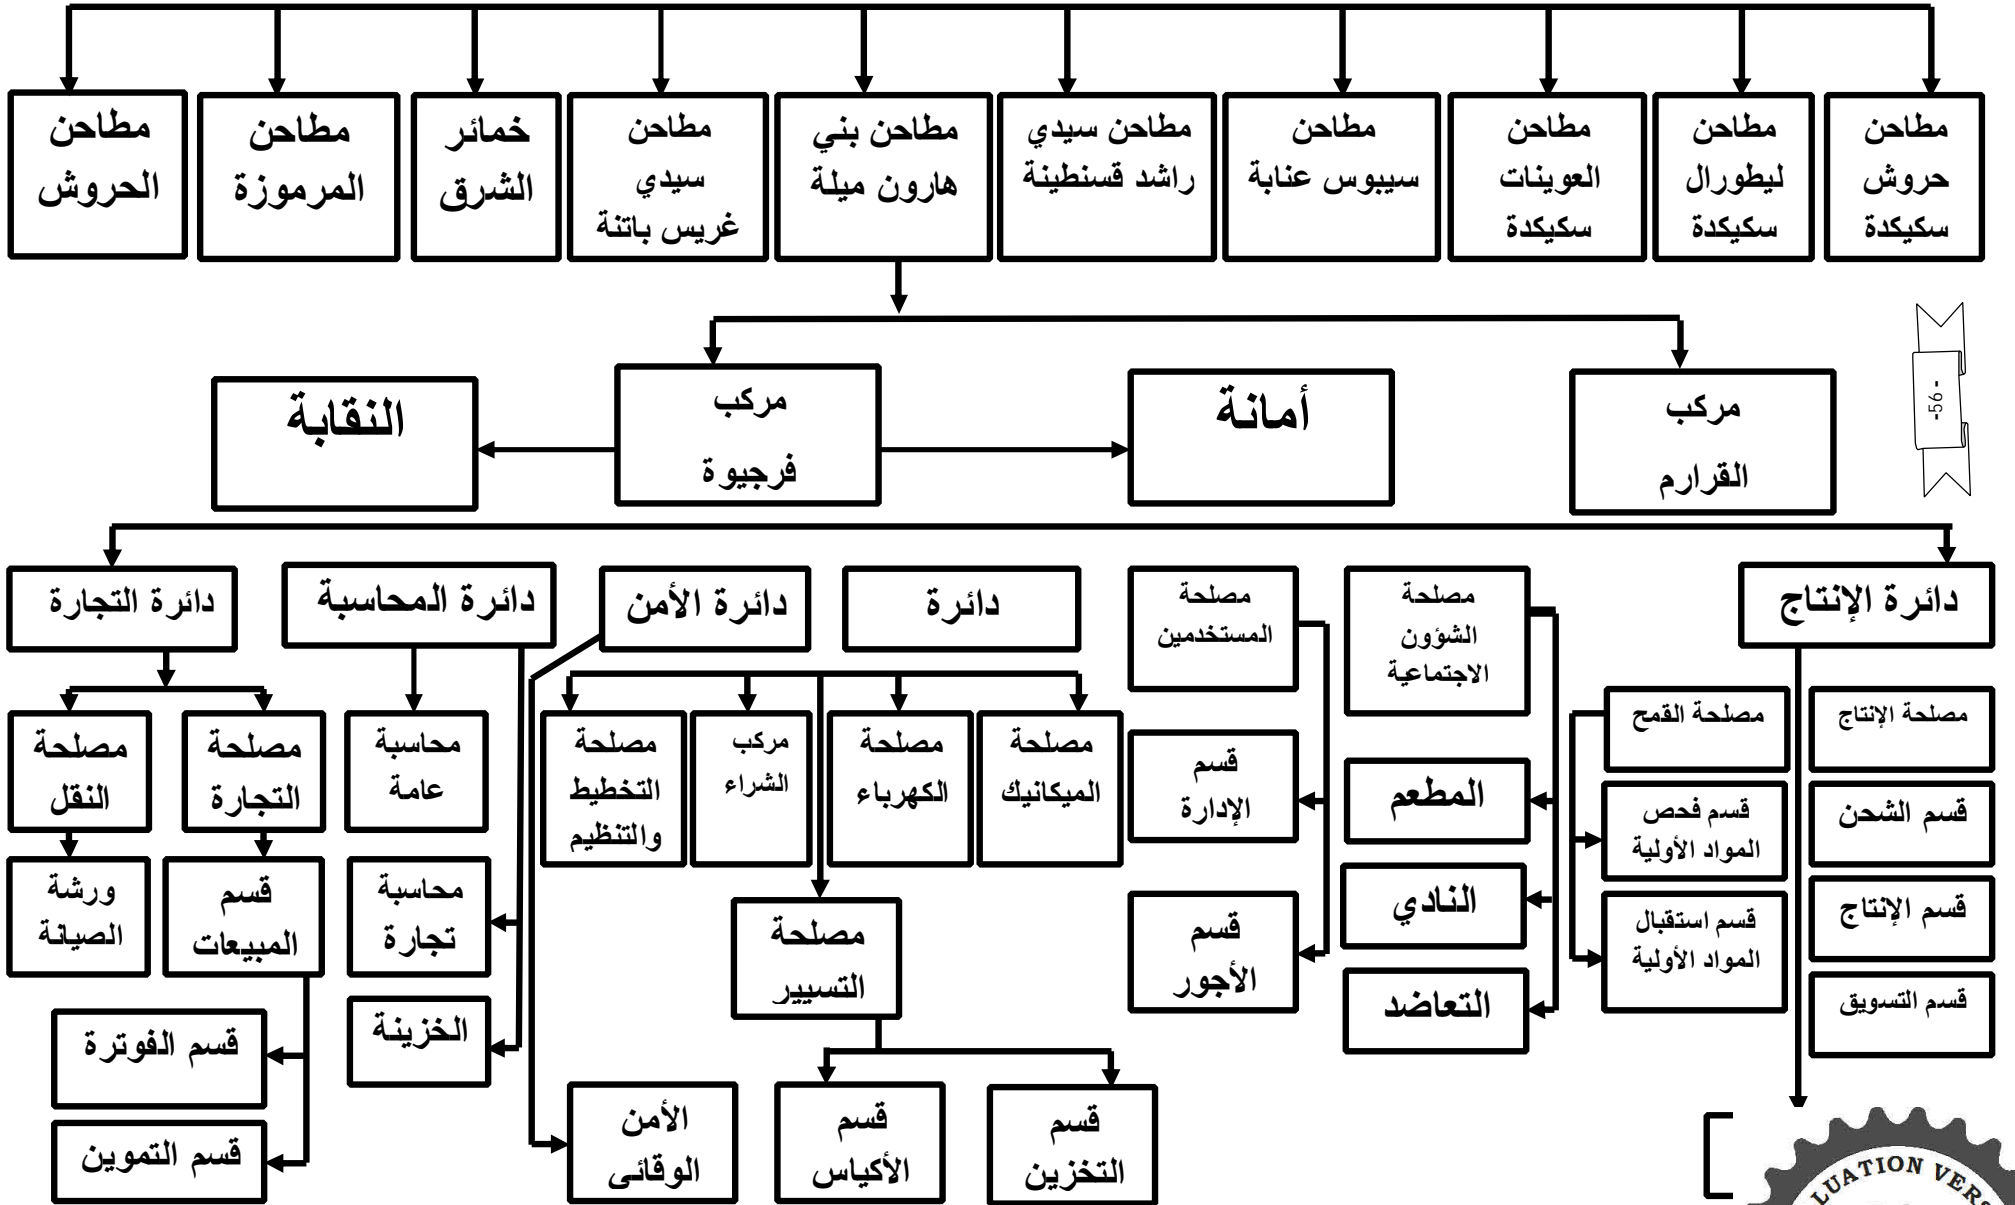 مطاحن
حروش
سكيكدة
مطاحن
ليطورال
سكيكدة
مطاحن
العوينات
سكيكدة
مطاحن
سيبوس عنابة
مطاحن سيدي
راشد قسنطينة
مطاحن بني
هارون ميلة
مطاحن
سيدي
غريس باتنة
خمائر
الشرق
مطاحن
المرموزة
مطاحن
الحروش
-56-
مركب
القرارم
أمانة
مركب
فرجيوة
النقابة
دائرة الإنتاج
مصلحة
الشؤون
الاجتماعية
مصلحة
المستخدمين
دائرة
دائرة الأمن
دائرة المحاسبة
دائرة التجارة
مصلحة الإنتاج
مصلحة القمح
قسم الشحن
قسم فحص
المواد الأولية
قسم الإنتاج
قسم استقبال
المواد الأولية
قسم التسويق
المطعم
النادي
التعاضد
قسم
الإدارة
قسم
الأجور
مصلحة
الميكانيك
مصلحة
الكهرباء
مركب
الشراء
مصلحة
التخطيط
والتنظيم
محاسبة
عامة
مصلحة
التجارة
مصلحة
النقل
مصلحة
التسيير
محاسبة
تجارة
قسم
المبيعات
ورشة
الصيانة
الخزينة
قسم الفوترة
قسم التموين
قسم
التخزين
قسم
الأكياس
الأمن
الوقائى
LUATION VERS